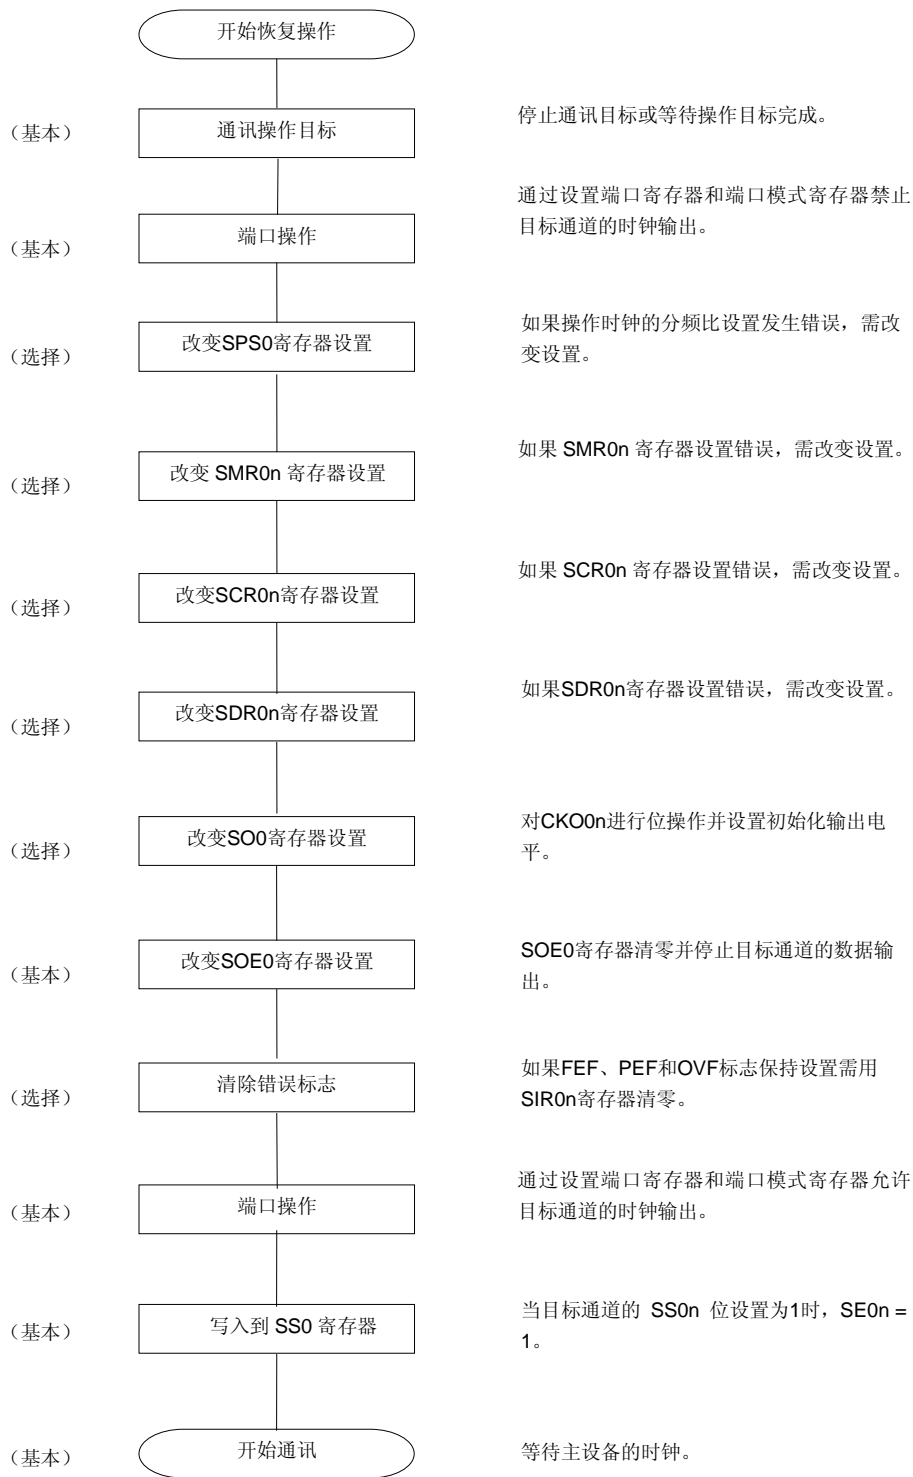 开始恢复操作
（基本）
通讯操作目标
停止通讯目标或等待操作目标完成。
（基本）
端口操作
通过设置端口寄存器和端口模式寄存器禁止
目标通道的时钟输出。
（选择）
改变SPS0寄存器设置
如果操作时钟的分频比设置发生错误，需改
变设置。
（选择）
改变 SMR0n 寄存器设置
如果 SMR0n 寄存器设置错误，需改变设置。
（选择）
改变SCR0n寄存器设置
如果 SCR0n 寄存器设置错误，需改变设置。
（选择）
改变SDR0n寄存器设置
如果SDR0n寄存器设置错误，需改变设置。
（选择）
改变SO0寄存器设置
对CKO0n进行位操作并设置初始化输出电
平。
（基本）
改变SOE0寄存器设置
SOE0寄存器清零并停止目标通道的数据输
出。
（选择）
清除错误标志
如果FEF、PEF和OVF标志保持设置需用
SIR0n寄存器清零。
（基本）
端口操作
通过设置端口寄存器和端口模式寄存器允许
目标通道的时钟输出。
（基本）
写入到 SS0 寄存器
当目标通道的 SS0n 位设置为1时，SE0n =
1。
（基本）
开始通讯
等待主设备的时钟。